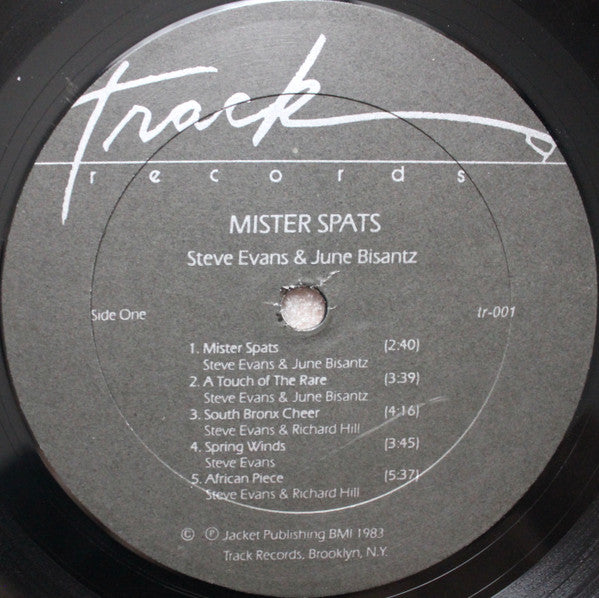 Track
records
MISTER SPATS
Steve Evans & June Bisantz
Side One
tr-001
1. Mister Spats (2:40)
Steve Evans & June Bisantz
2. A Touch of The Rare (3:39)
Steve Evans & June Bisantz
3. South Bronx Cheer (4:16)
Steve Evans & Richard Hill
4. Spring Winds (3:45)
Steve Evans
5. African Piece (5:37)
Steve Evans & Richard Hill
© ℗ Jacket Publishing BMI 1983
Track Records, Brooklyn, N.Y.